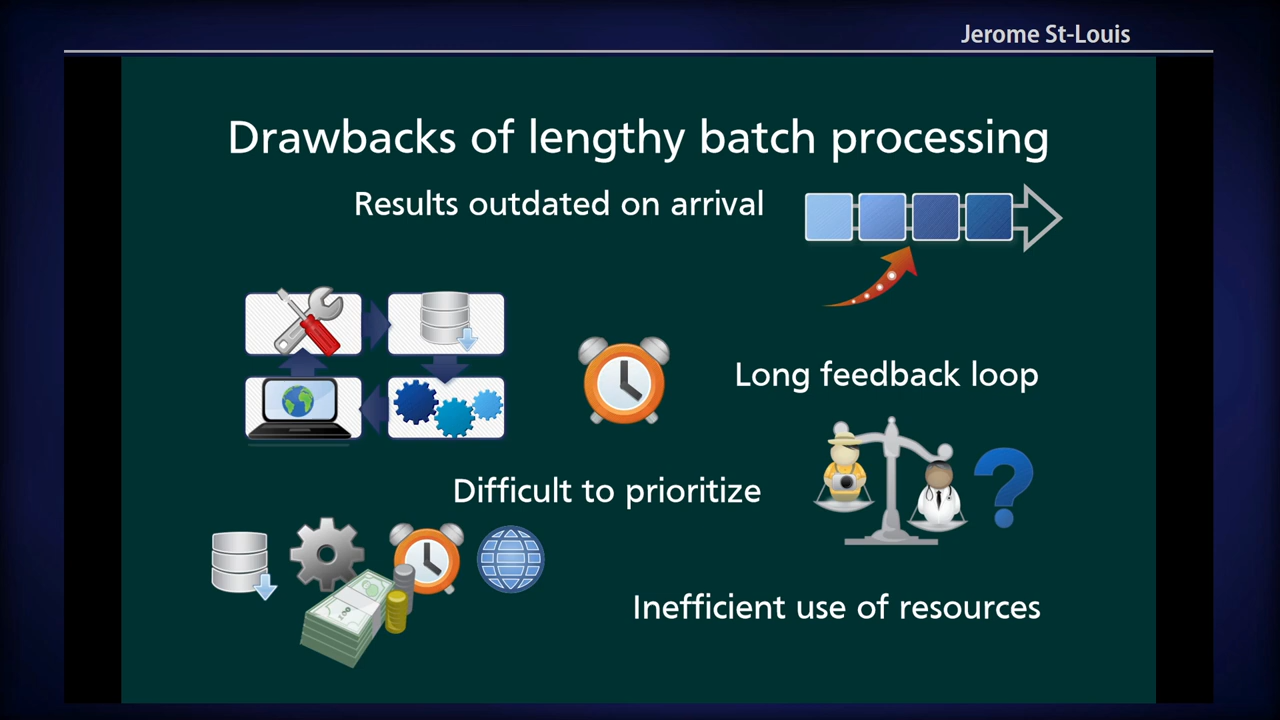 Jerome St-Louis
Drawbacks of lengthy batch processing
Results outdated on arrival
Long feedback loop
Difficult to prioritize
Inefficient use of resources